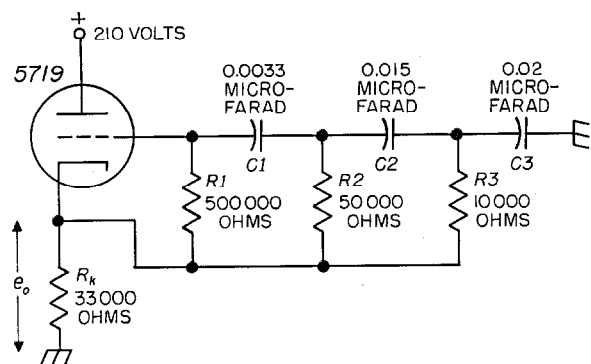 +
210 VOLTS
5719
0.0033
MICRO-
FARAD
C1
0.015
MICRO-
FARAD
C2
0.02
MICRO-
FARAD
C3
R1
500 000
OHMS
R2
50 000
OHMS
R3
10 000
OHMS
eo
Rk
33 000
OHMS